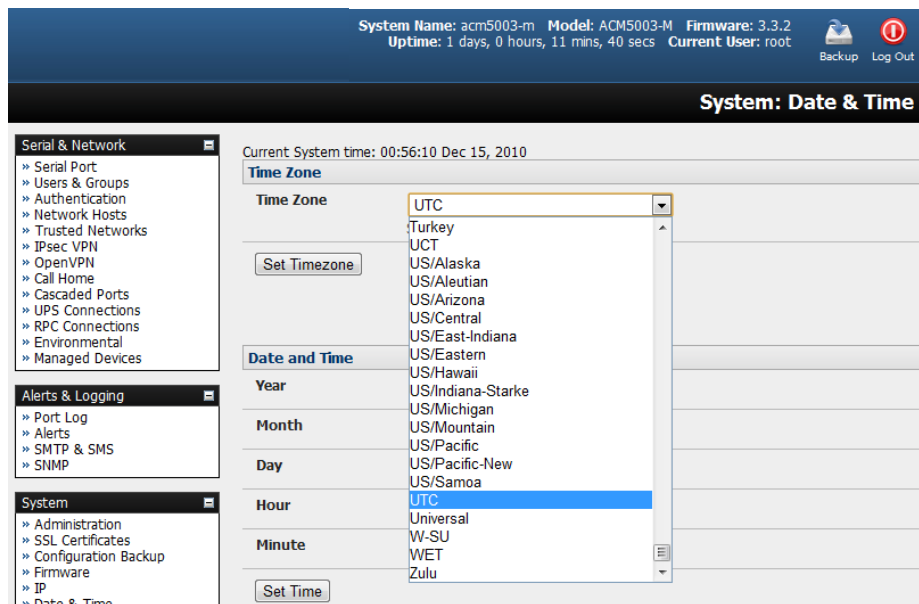 System Name: acm5003-m Model: ACM5003-M Firmware: 3.3.2
Uptime: 1 days, 0 hours, 11 mins, 40 secs Current User: root
Backup Log Out
System: Date & Time
Serial & Network
» Serial Port
» Users & Groups
» Authentication
» Network Hosts
» Trusted Networks
» IPsec VPN
» OpenVPN
» Call Home
» Cascaded Ports
» UPS Connections
» RPC Connections
» Environmental
» Managed Devices
Alerts & Logging
» Port Log
» Alerts
» SMTP & SMS
» SNMP
System
» Administration
» SSL Certificates
» Configuration Backup
» Firmware
» IP
» Date & Time
Current System time: 00:56:10 Dec 15, 2010
Time Zone
Time Zone
UTC
Turkey
UCT
US/Alaska
US/Aleutian
US/Arizona
US/Central
US/East-Indiana
US/Eastern
US/Hawaii
US/Indiana-Starke
US/Michigan
US/Mountain
US/Pacific
US/Pacific-New
US/Samoa
UTC
Universal
W-SU
WET
Zulu
Set Timezone
Date and Time
Year
Month
Day
Hour
Minute
Set Time